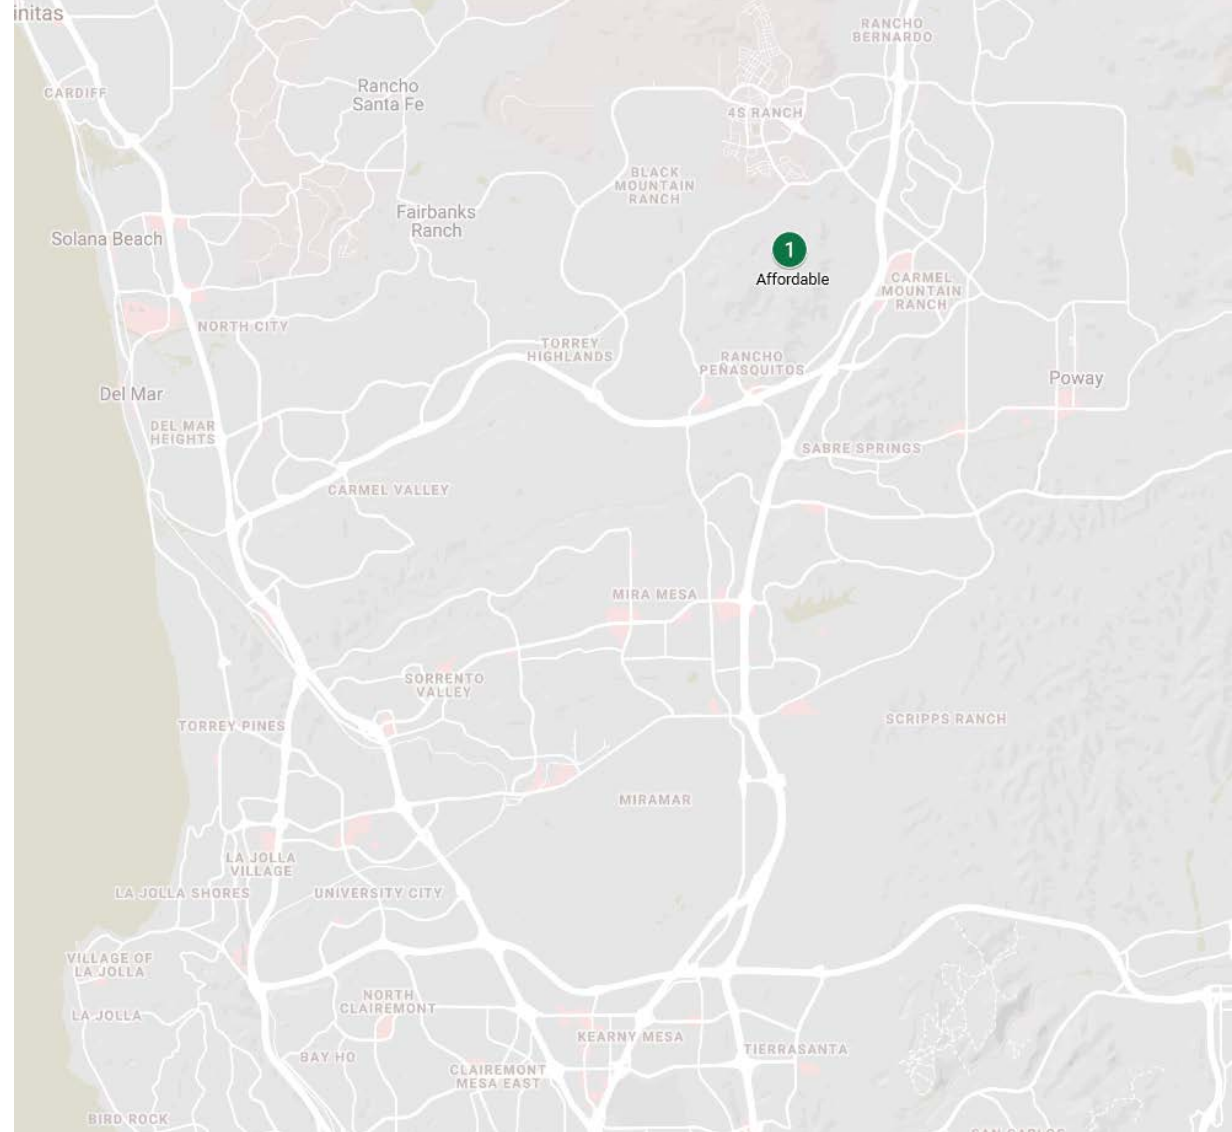 initas
RANCHO
BERNARDO
CARDIFF
Rancho
Santa Fe
4S RANCH
BLACK
MOUNTAIN
RANCH
Fairbanks
Ranch
Solana Beach
1
Affordable
CARMEL
MOUNTAIN
RANCH
NORTH CITY
TORREY
HIGHLANDS
RANCHO
PEÑASQUITOS
Poway
Del Mar
DEL MAR
HEIGHTS
SABRE SPRINGS
CARMEL VALLEY
MIRA MESA
SORRENTO
VALLEY
TORREY PINES
SCRIPPS RANCH
MIRAMAR
LA JOLLA
VILLAGE
LA JOLLA SHORES
UNIVERSITY CITY
VILLAGE OF
LA JOLLA
NORTH
CLAIREMONT
LA JOLLA
KEARNY MESA
BAY HO
TIERRASANTA
CLAIREMONT
MESA EAST
BIRD ROCK
SAN CARLOS